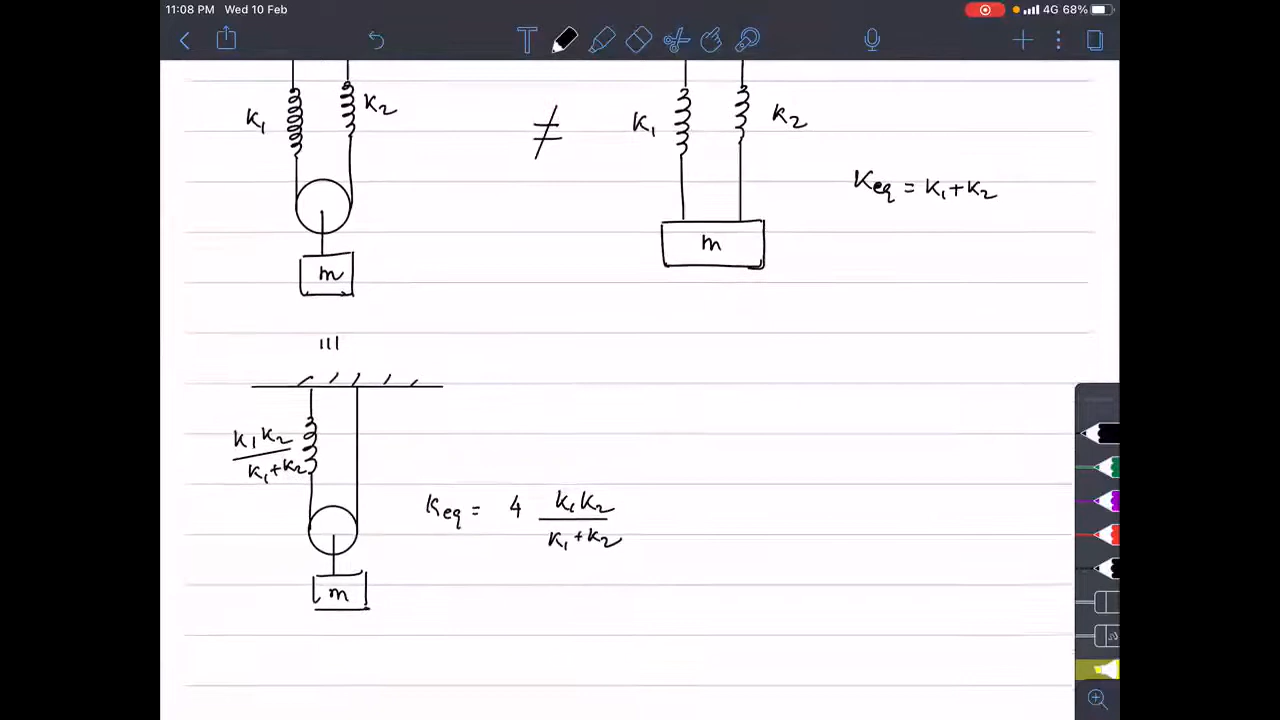 11:08 PM Wed 10 Feb
4G 68%
T
K₁ K₂ ≠ K₁ K₂
Keq = K₁+K₂
m
m
K₁K₂
K₁+K₂
Keq = 4 K₁K₂
K₁+K₂
m